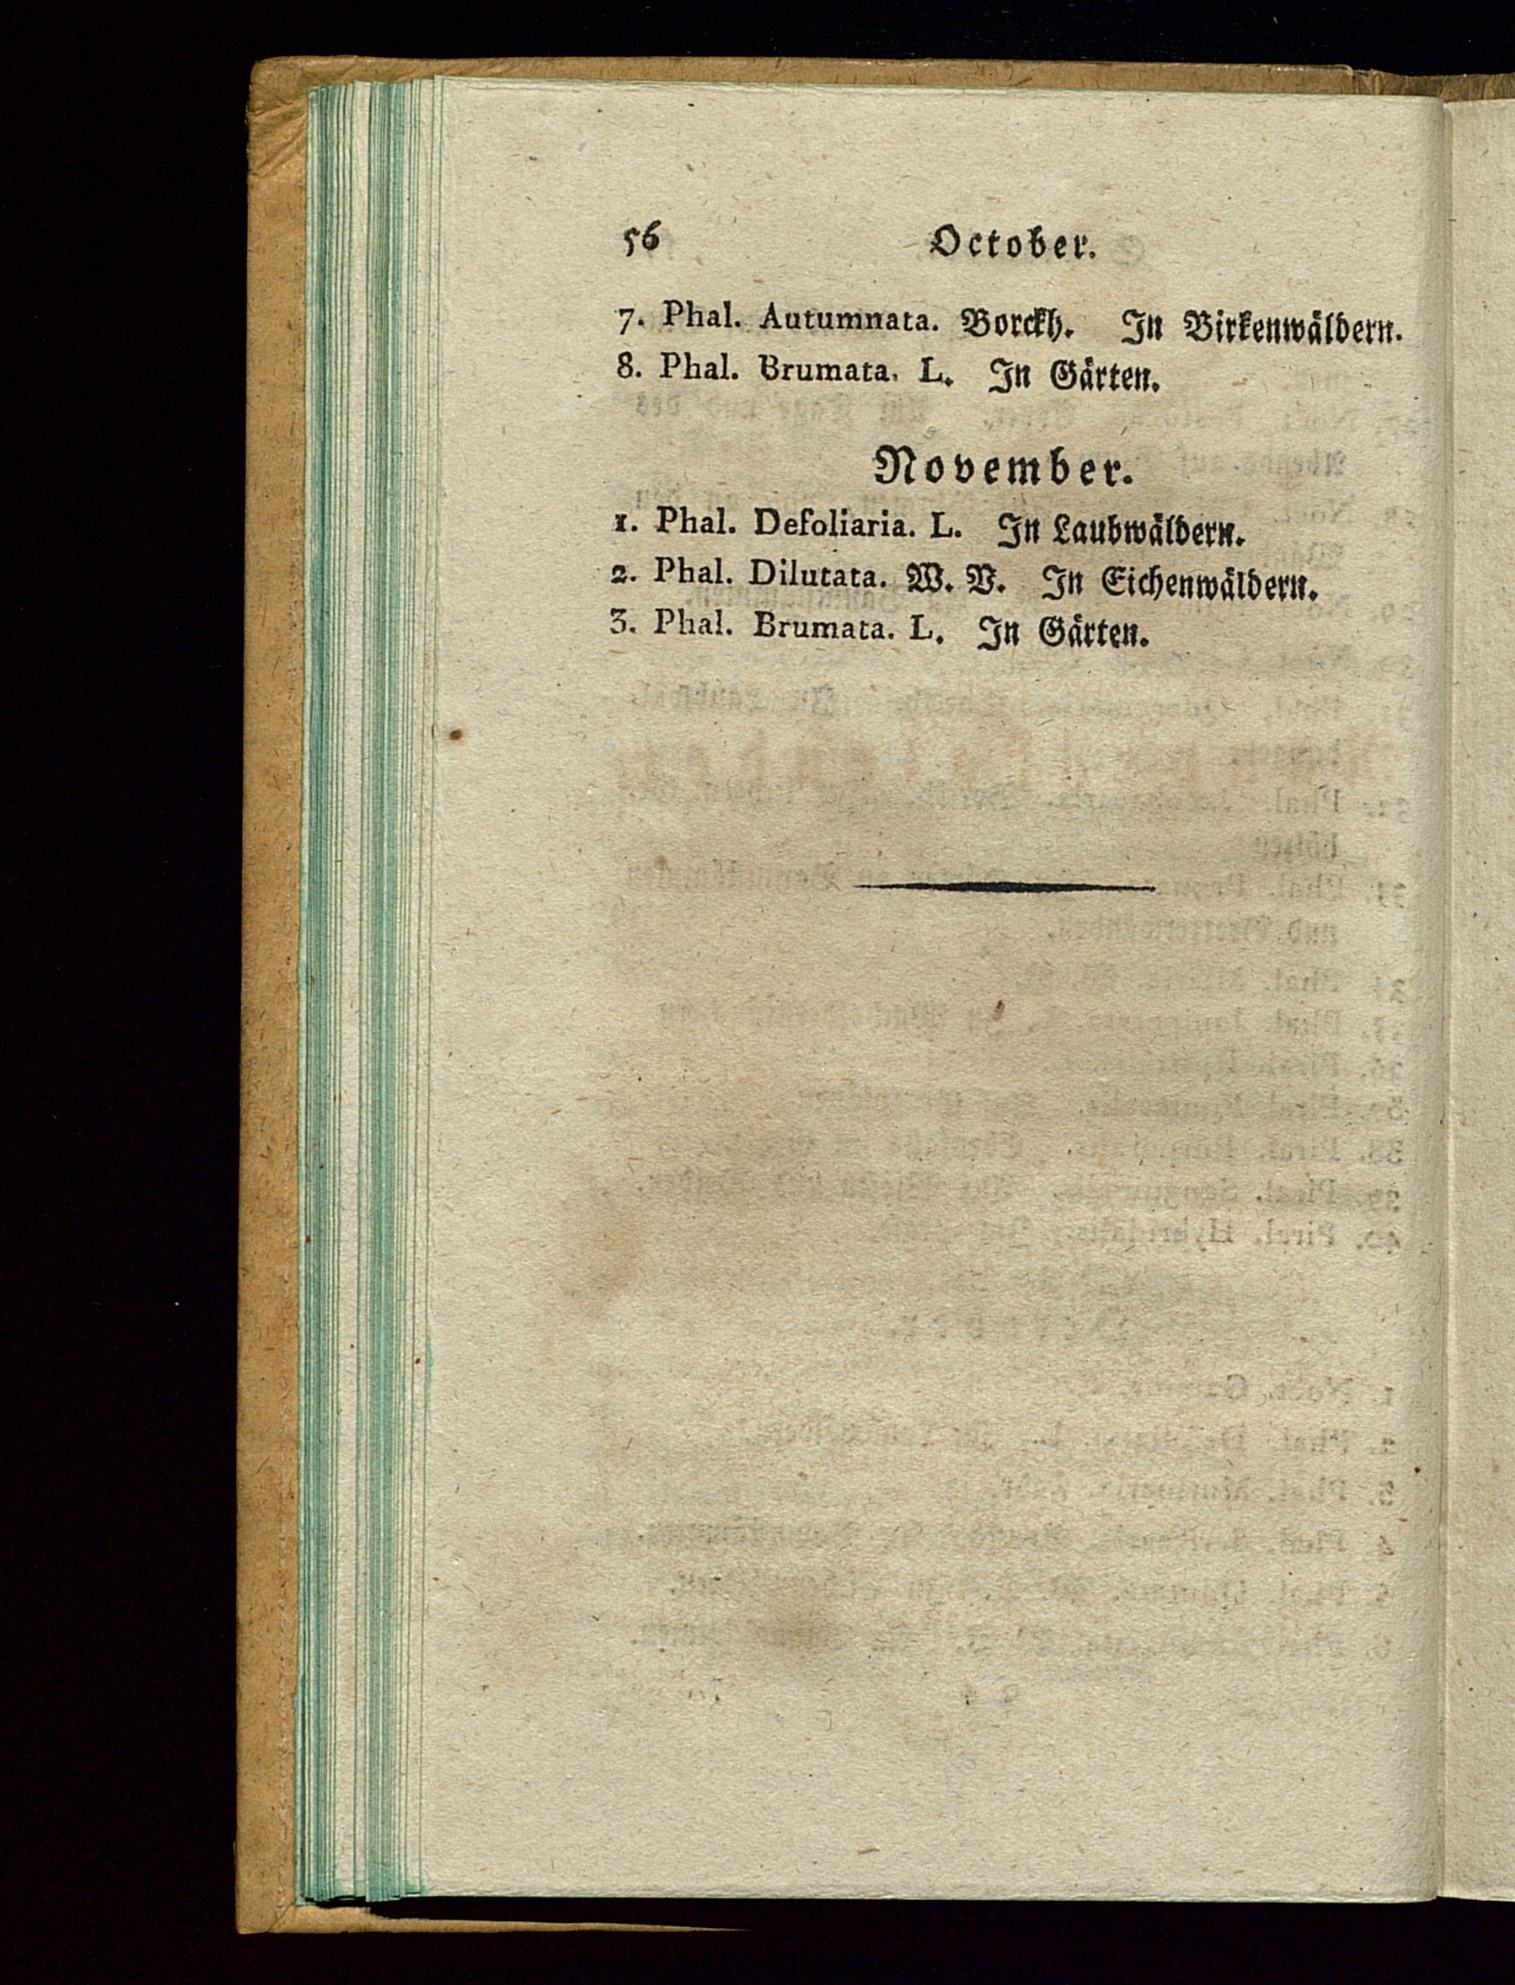 56 October.
7. Phal. Autumnata. Borckh. In Birkenwäldern.
8. Phal. Brumata. L. In Gärten.
November.
1. Phal. Defoliaria. L. In Laubwäldern.
2. Phal. Dilutata. W. V. In Eichenwäldern.
3. Phal. Brumata. L. In Gärten.